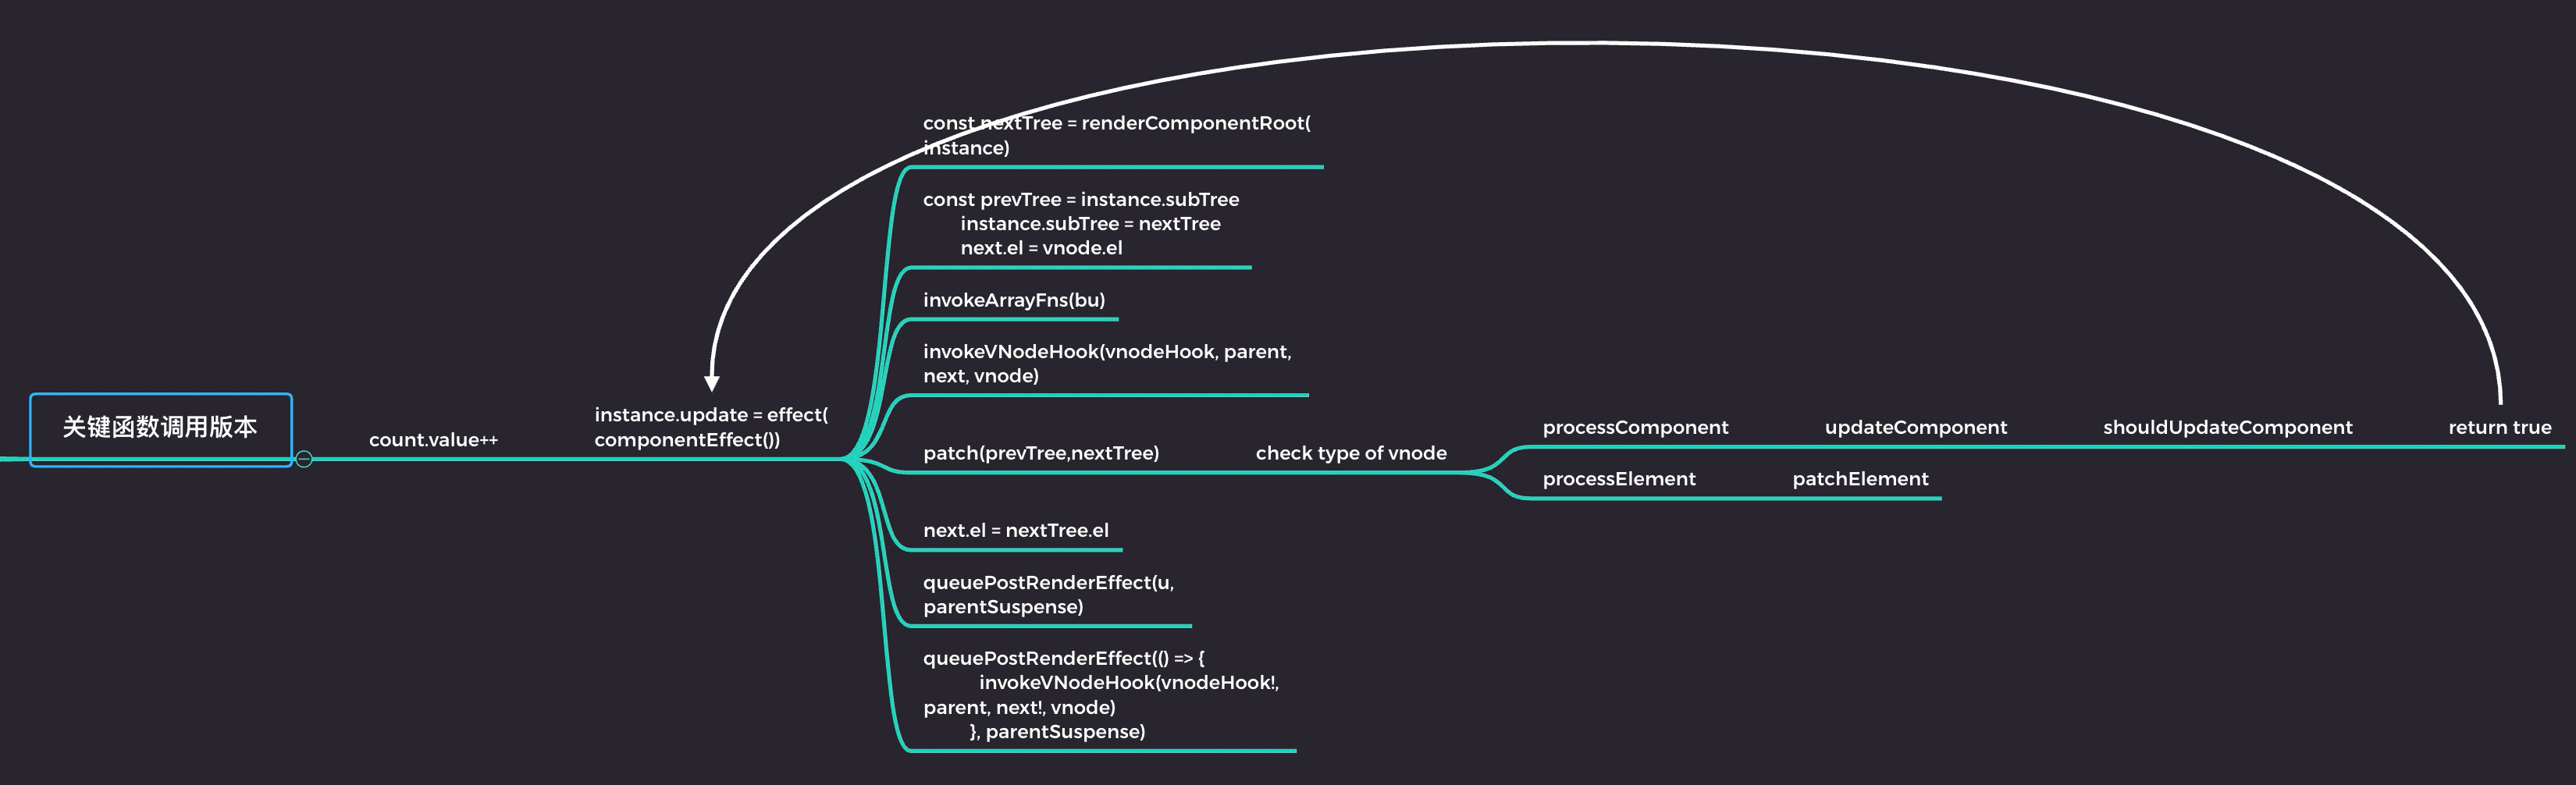 关键函数调用版本
count.value++
instance.update = effect(
componentEffect())
const nextTree = renderComponentRoot(
instance)
const prevTree = instance.subTree
instance.subTree = nextTree
next.el = vnode.el
invokeArrayFns(bu)
invokeVNodeHook(vnodeHook, parent,
next, vnode)
patch(prevTree,nextTree)
check type of vnode
processComponent
updateComponent
shouldUpdateComponent
return true
processElement
patchElement
next.el = nextTree.el
queuePostRenderEffect(u,
parentSuspense)
queuePostRenderEffect(() => {
invokeVNodeHook(vnodeHook!,
parent, next!, vnode)
}, parentSuspense)